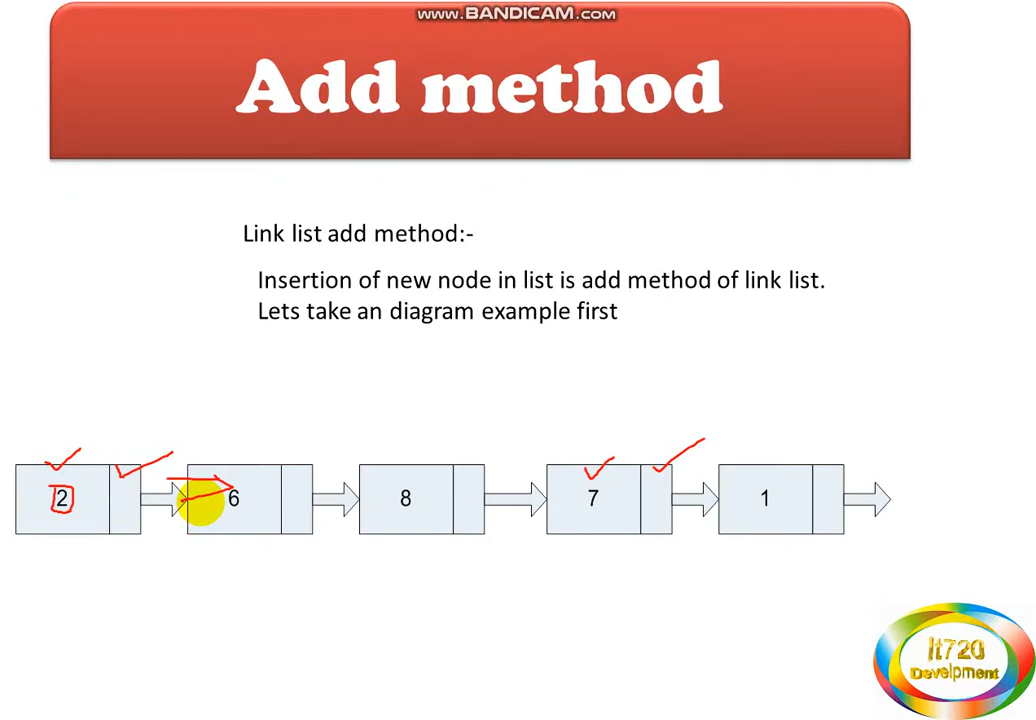 www.BANDICAM.com
Add method
Link list add method:-
Insertion of new node in list is add method of link list.
Lets take an diagram example first
2 6 8 7 1
It720
Develpment